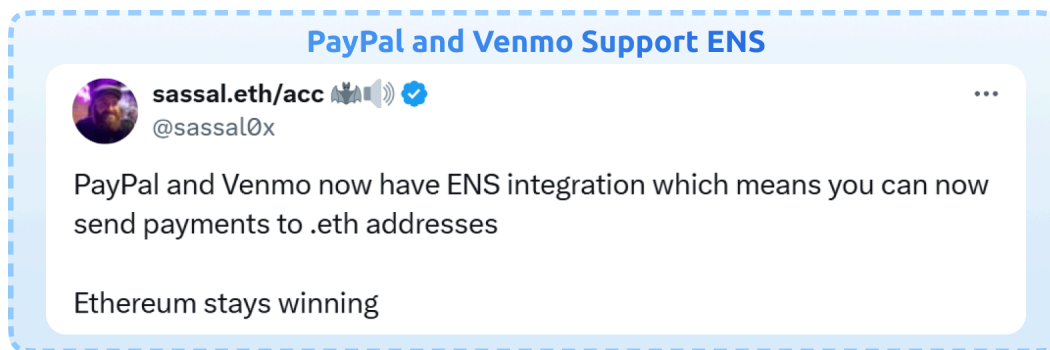 PayPal and Venmo Support ENS
sassal.eth/acc 🦇🔊
@sassal0x
PayPal and Venmo now have ENS integration which means you can now
send payments to .eth addresses
Ethereum stays winning